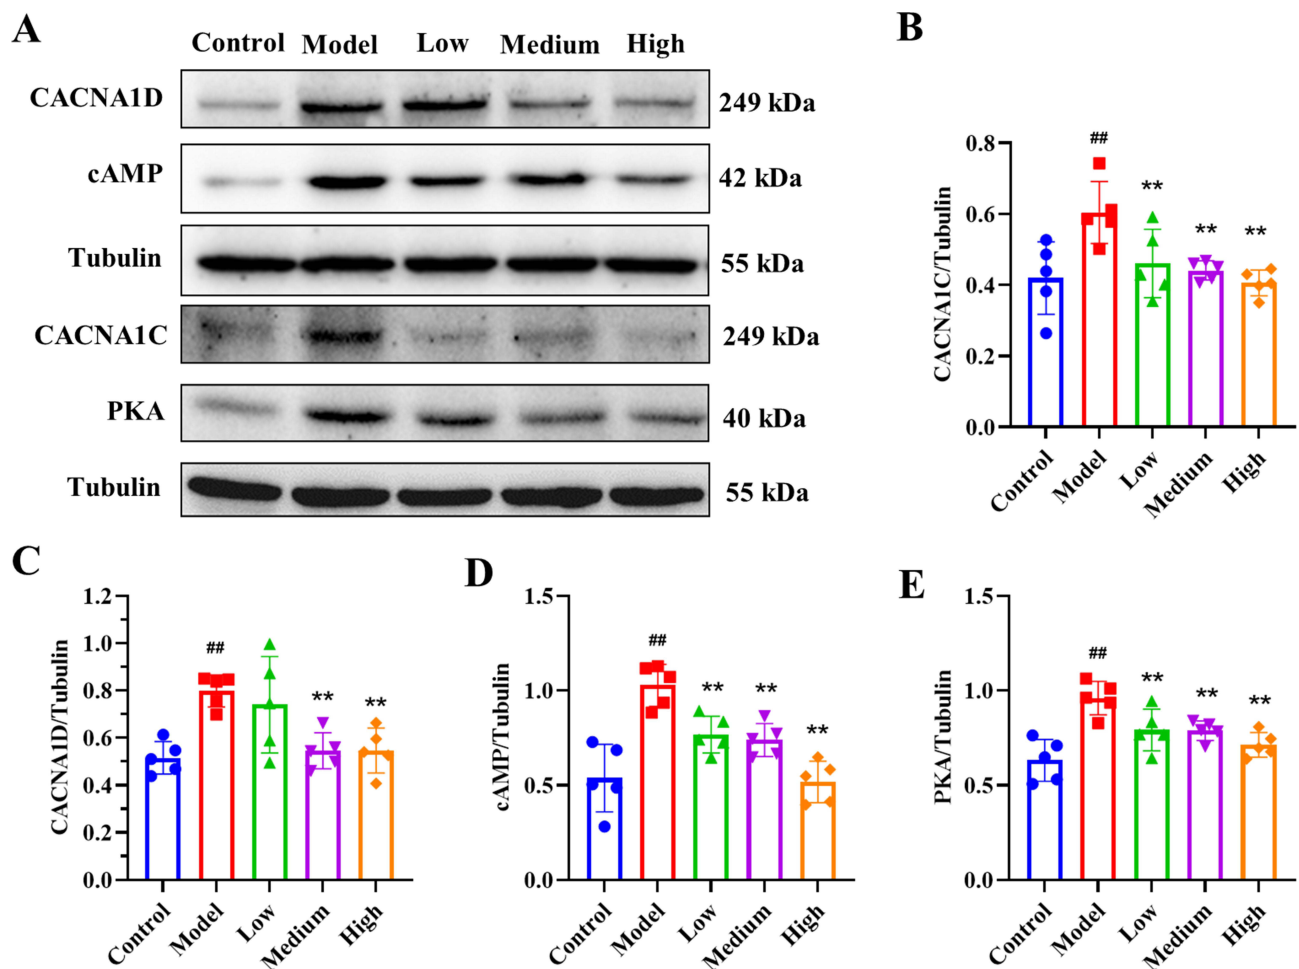 A
Control Model Low Medium High
CACNA1D 249 kDa
cAMP 42 kDa
Tubulin 55 kDa
CACNA1C 249 kDa
PKA 40 kDa
Tubulin 55 kDa
B
CACNA1C/Tubulin
0.8
0.6
0.4
0.2
0.0
##
**
**
**
Control
Model
Low
Medium
High
C
CACNA1D/Tubulin
1.2
1.0
0.8
0.6
0.4
0.2
0.0
##
**
**
Control
Model
Low
Medium
High
D
cAMP/Tubulin
1.5
1.0
0.5
0.0
##
**
**
**
Control
Model
Low
Medium
High
E
PKA/Tubulin
1.5
1.0
0.5
0.0
##
**
**
**
Control
Model
Low
Medium
High